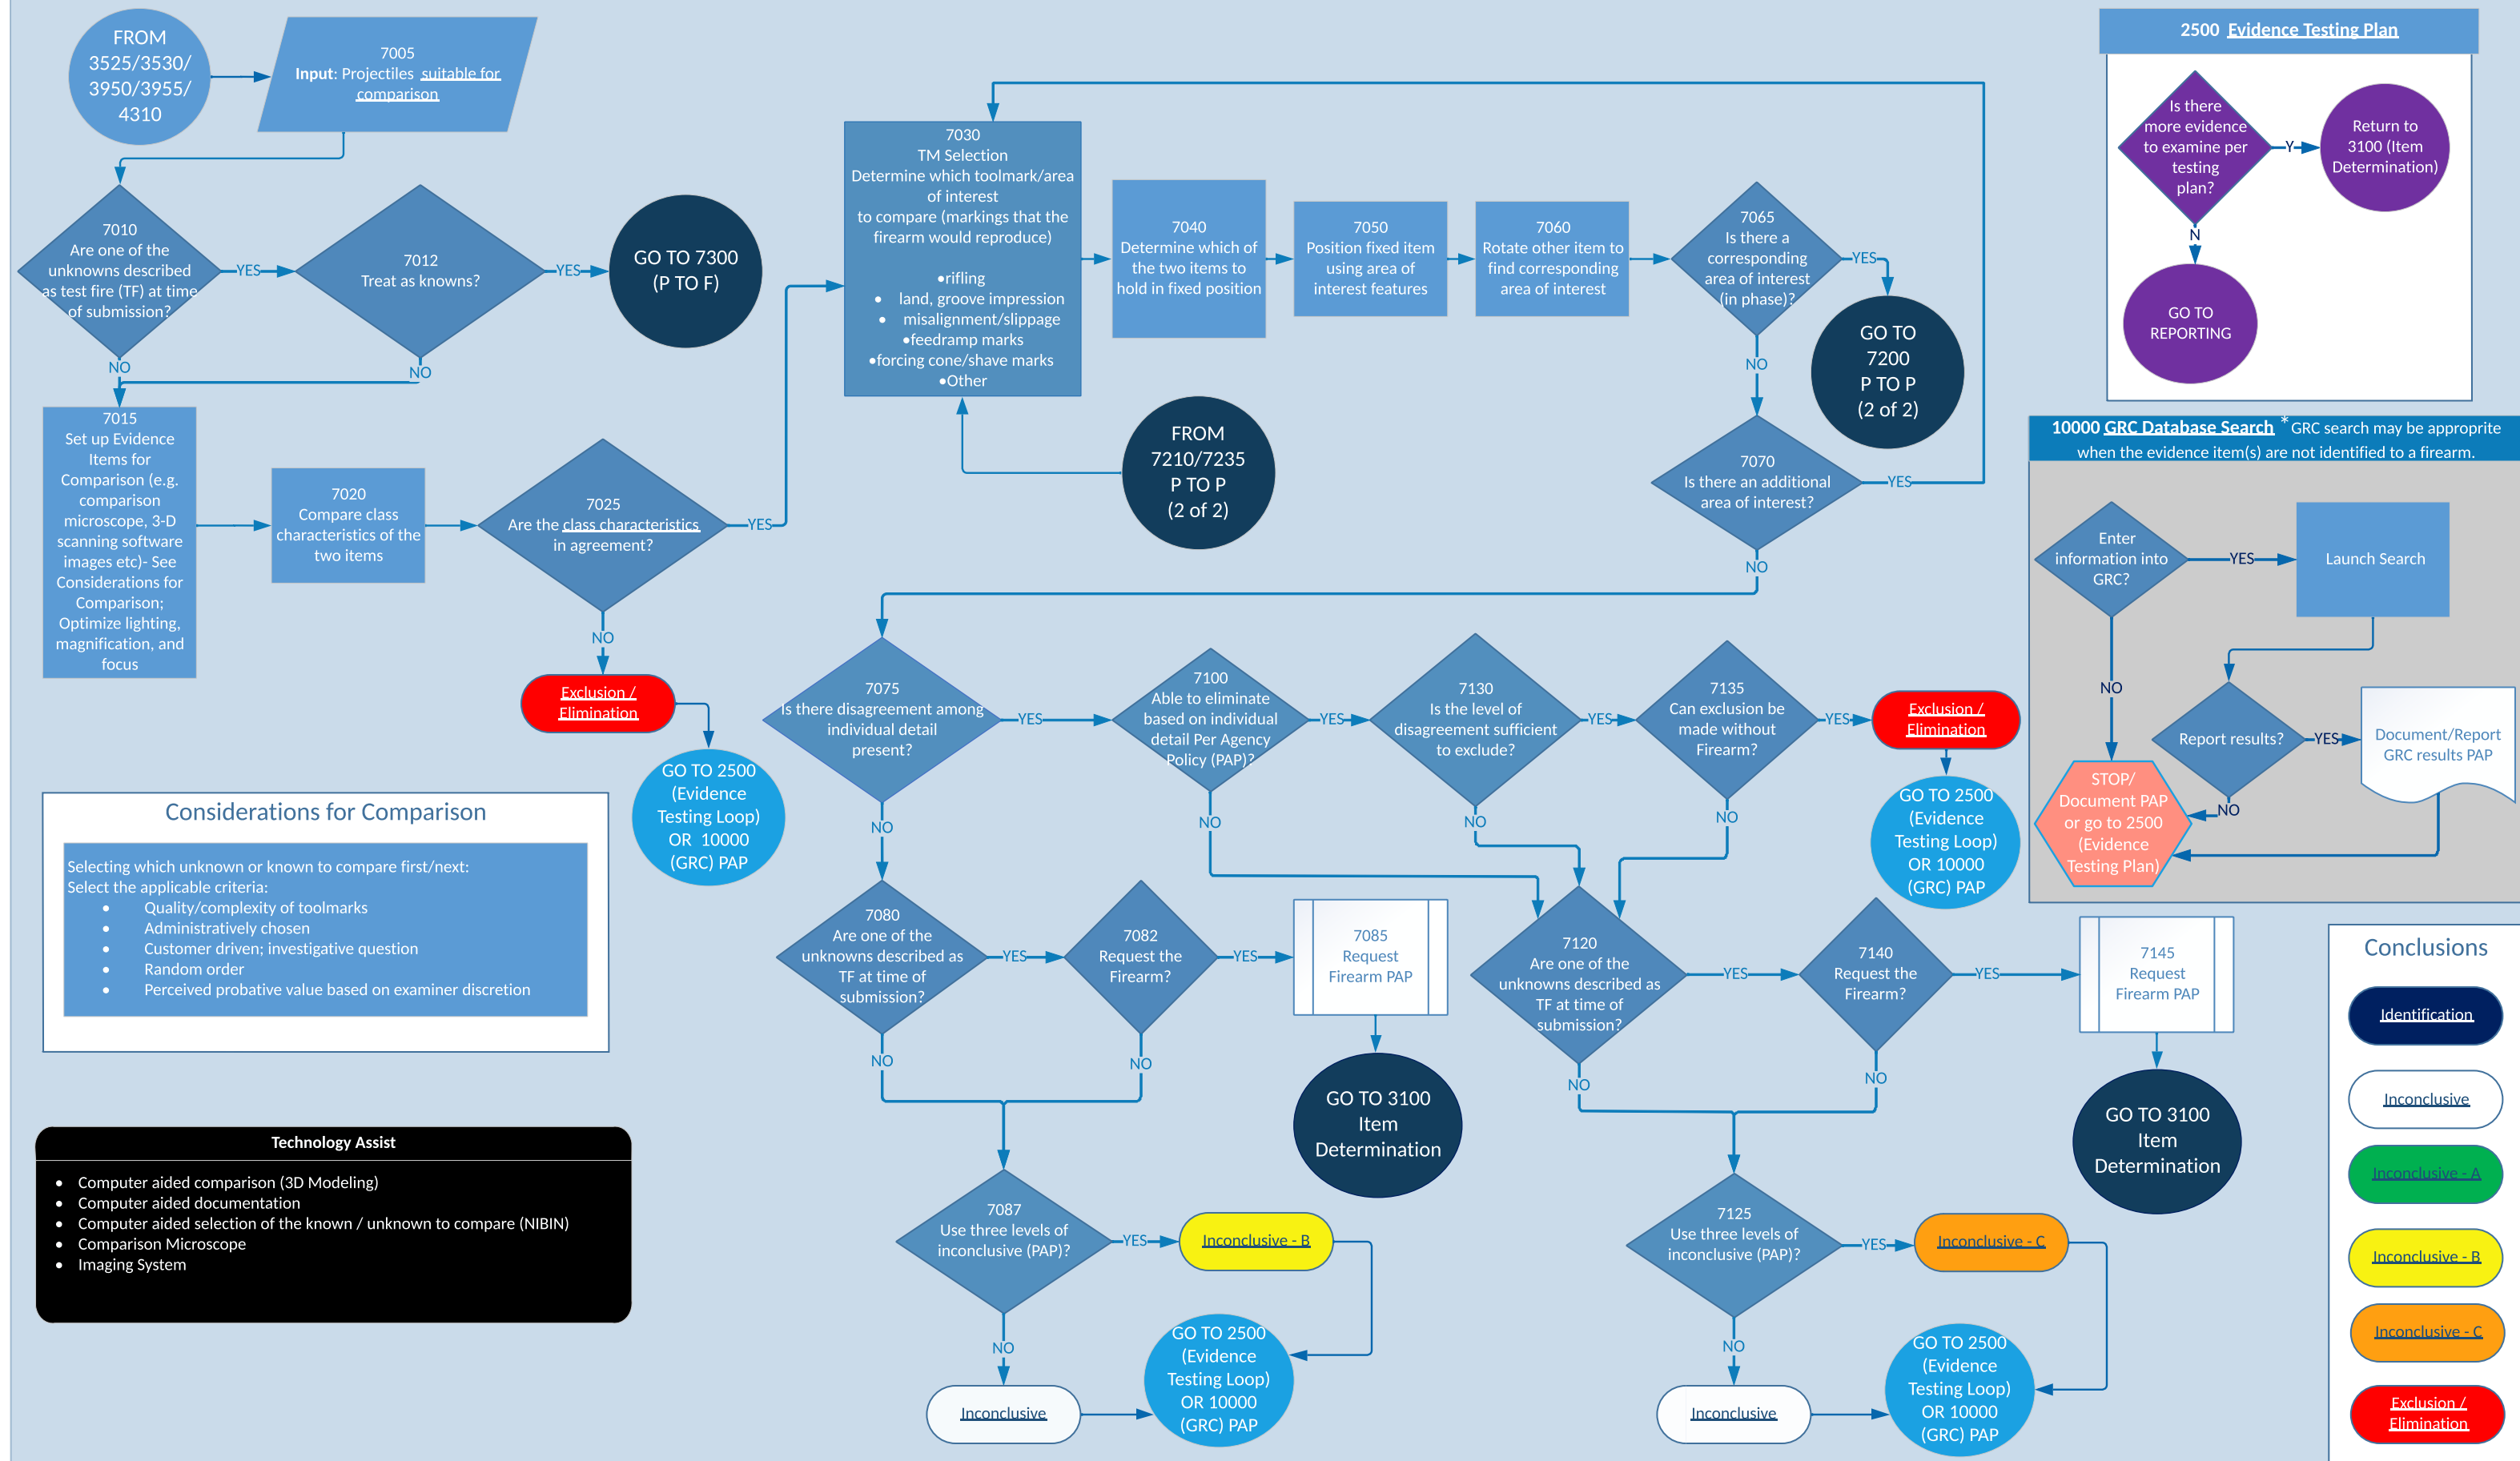 FROM
3525/3530/
3950/3955/
4310
7005
Input: Projectiles suitable for
comparison
7010
Are one of the
unknowns described
as test fire (TF) at time
of submission?
YES
NO
7012
Treat as knowns?
YES
NO
GO TO 7300
(P TO F)
7015
Set up Evidence
Items for
Comparison (e.g.
comparison
microscope, 3-D
scanning software
images etc)- See
Considerations for
Comparison;
Optimize lighting,
magnification, and
focus
7020
Compare class
characteristics of the
two items
7025
Are the class characteristics
in agreement?
YES
NO
Exclusion /
Elimination
GO TO 2500
(Evidence
Testing Loop)
OR 10000
(GRC) PAP
7030
TM Selection
Determine which toolmark/area
of interest
to compare (markings that the
firearm would reproduce)
•rifling
• land, groove impression
• misalignment/slippage
•feedramp marks
•forcing cone/shave marks
•Other
7040
Determine which of
the two items to
hold in fixed position
7050
Position fixed item
using area of
interest features
7060
Rotate other item to
find corresponding
area of interest
7065
Is there a
corresponding
area of interest
(in phase)?
YES
NO
GO TO
7200
P TO P
(2 of 2)
FROM
7210/7235
P TO P
(2 of 2)
7070
Is there an additional
area of interest?
YES
NO
7075
Is there disagreement among
individual detail
present?
YES
NO
7100
Able to eliminate
based on individual
detail Per Agency
Policy (PAP)?
YES
NO
7130
Is the level of
disagreement sufficient
to exclude?
YES
NO
7135
Can exclusion be
made without
Firearm?
YES
NO
Exclusion /
Elimination
GO TO 2500
(Evidence
Testing Loop)
OR 10000
(GRC) PAP
7080
Are one of the
unknowns described as
TF at time of
submission?
YES
NO
7082
Request the
Firearm?
YES
NO
7085
Request
Firearm PAP
GO TO 3100
Item
Determination
7120
Are one of the
unknowns described as
TF at time of
submission?
YES
NO
7140
Request the
Firearm?
YES
NO
7145
Request
Firearm PAP
GO TO 3100
Item
Determination
7087
Use three levels of
inconclusive (PAP)?
YES
NO
Inconclusive - B
Inconclusive
GO TO 2500
(Evidence
Testing Loop)
OR 10000
(GRC) PAP
7125
Use three levels of
inconclusive (PAP)?
YES
NO
Inconclusive - C
Inconclusive
GO TO 2500
(Evidence
Testing Loop)
OR 10000
(GRC) PAP
Considerations for Comparison
Selecting which unknown or known to compare first/next:
Select the applicable criteria:
• Quality/complexity of toolmarks
• Administratively chosen
• Customer driven; investigative question
• Random order
• Perceived probative value based on examiner discretion
Technology Assist
• Computer aided comparison (3D Modeling)
• Computer aided documentation
• Computer aided selection of the known / unknown to compare (NIBIN)
• Comparison Microscope
• Imaging System
2500 Evidence Testing Plan
Is there
more evidence
to examine per
testing
plan?
Y
N
Return to
3100 (Item
Determination)
GO TO
REPORTING
10000 GRC Database Search *GRC search may be approprite
when the evidence item(s) are not identified to a firearm.
Enter
information into
GRC?
YES
NO
Launch Search
Report results?
YES
NO
Document/Report
GRC results PAP
STOP/
Document PAP
or go to 2500
(Evidence
Testing Plan)
Conclusions
Identification
Inconclusive
Inconclusive - A
Inconclusive - B
Inconclusive - C
Exclusion /
Elimination